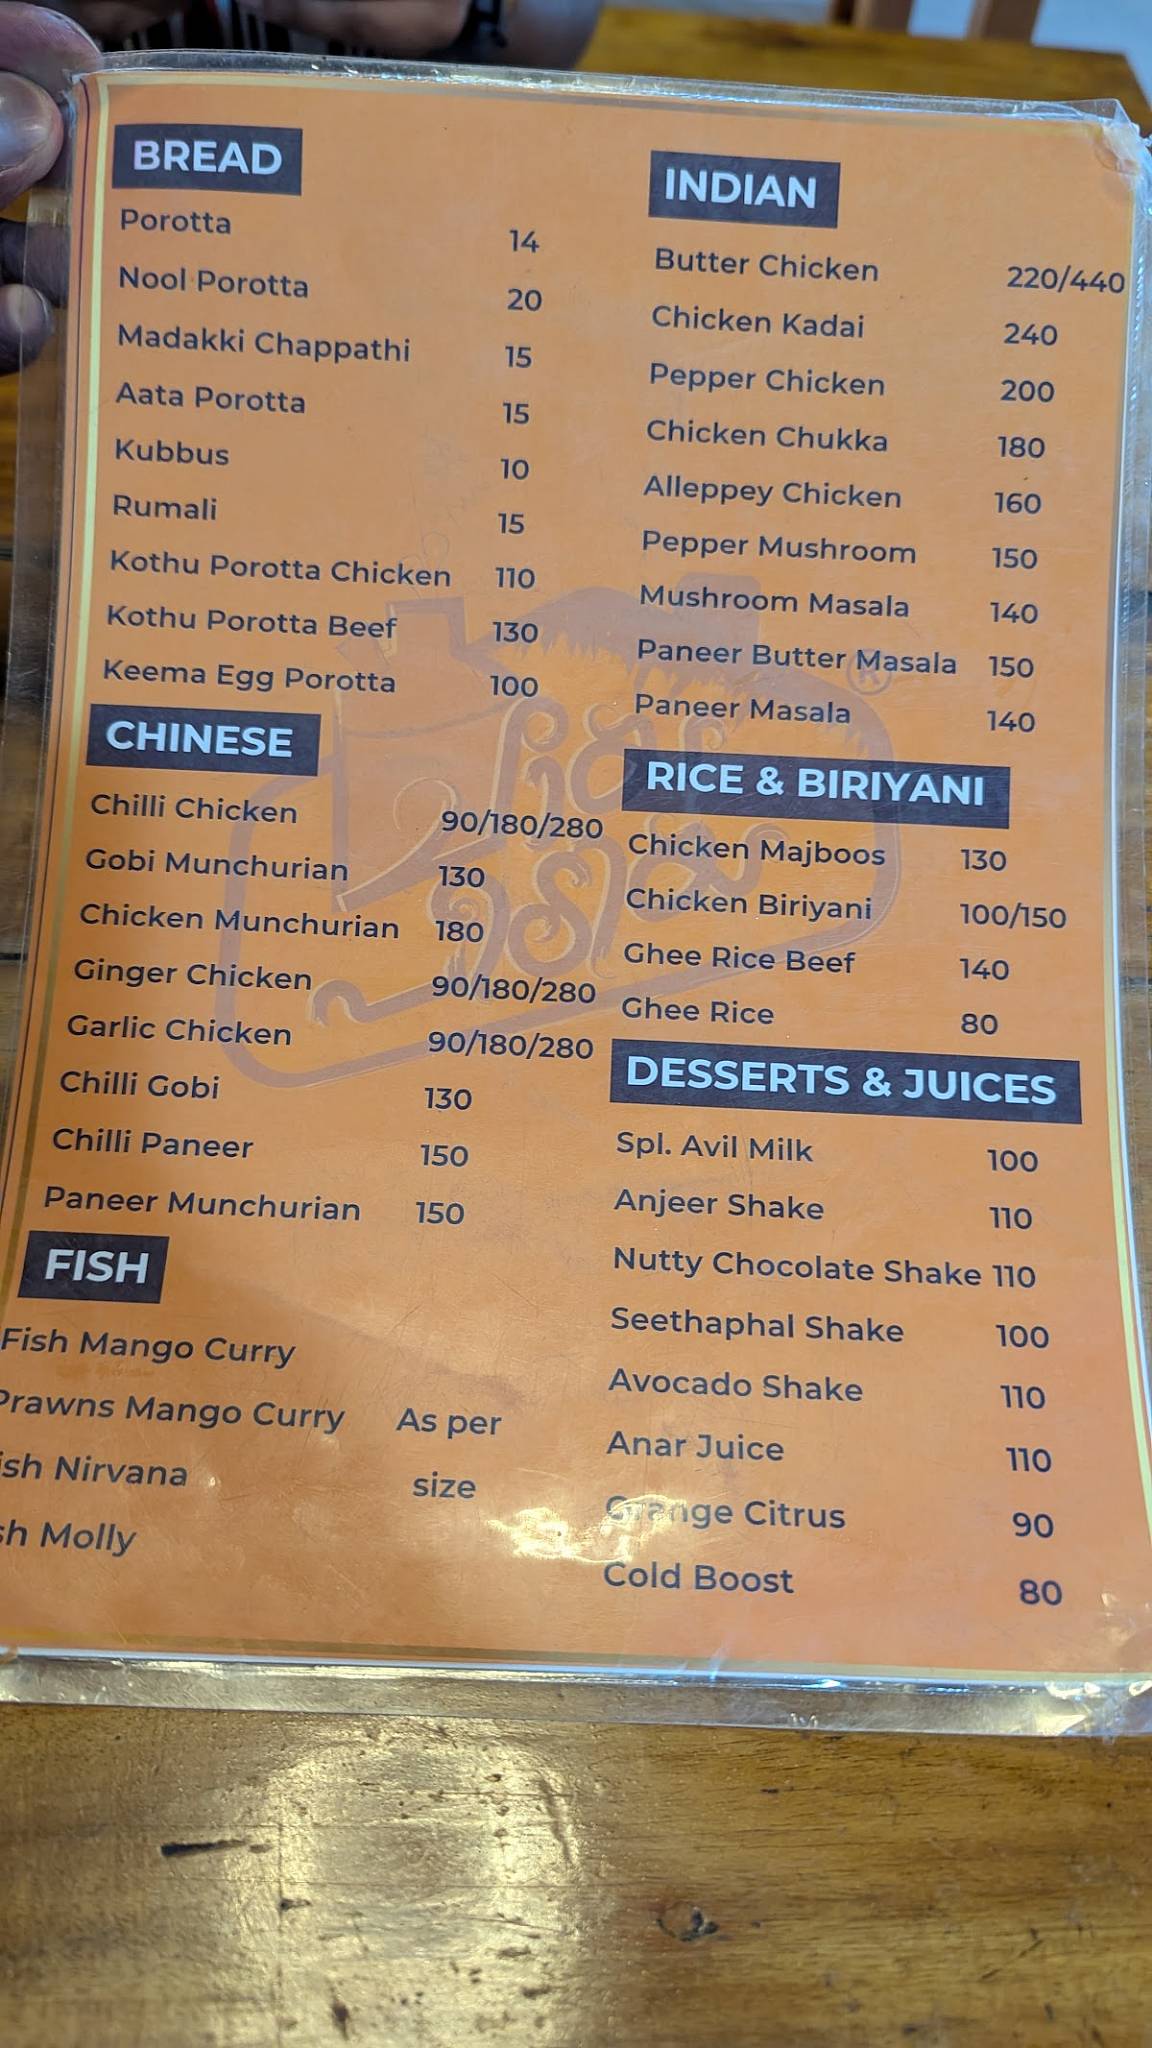 BREAD
Porotta 14
Nool Porotta 20
Madakki Chappathi 15
Aata Porotta 15
Kubbus 10
Rumali 15
Kothu Porotta Chicken 110
Kothu Porotta Beef 130
Keema Egg Porotta 100
CHINESE
Chilli Chicken 90/180/280
Gobi Munchurian 130
Chicken Munchurian 180
Ginger Chicken 90/180/280
Garlic Chicken 90/180/280
Chilli Gobi 130
Chilli Paneer 150
Paneer Munchurian 150
FISH
Fish Mango Curry
Prawns Mango Curry As per
Nirvana size
Molly
INDIAN
Butter Chicken 220/440
Chicken Kadai 240
Pepper Chicken 200
Chicken Chukka 180
Alleppey Chicken 160
Pepper Mushroom 150
Mushroom Masala 140
Paneer Butter Masala 150
Paneer Masala 140
RICE & BIRIYANI
Chicken Majboos 130
Chicken Biriyani 100/150
Ghee Rice Beef 140
Ghee Rice 80
DESSERTS & JUICES
Spl. Avil Milk 100
Anjeer Shake 110
Nutty Chocolate Shake 110
Seethaphal Shake 100
Avocado Shake 110
Anar Juice 110
Citrus 90
Cold Boost 80